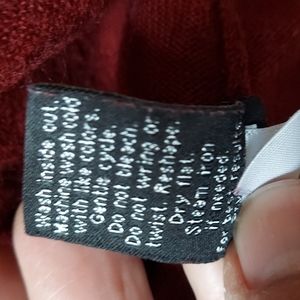 Wash inside out.
Machine wash cold
with like colors.
Gentle cycle.
Do not bleach.
Do not wring or
twist. Reshape.
Dry flat.
Steam iron
if needed.
results